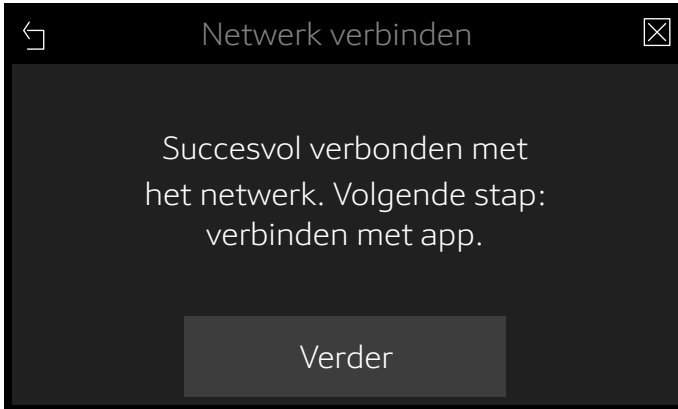 Netwerk verbinden
Succesvol verbonden met
het netwerk. Volgende stap:
verbinden met app.
Verder